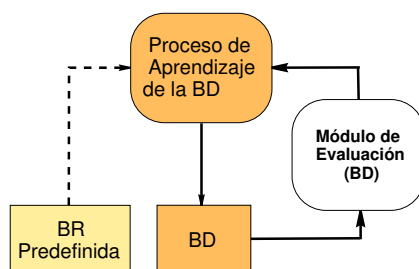 Proceso de
Aprendizaje
de la BD
Módulo de
Evaluación
(BD)
BR
Predefinida
BD